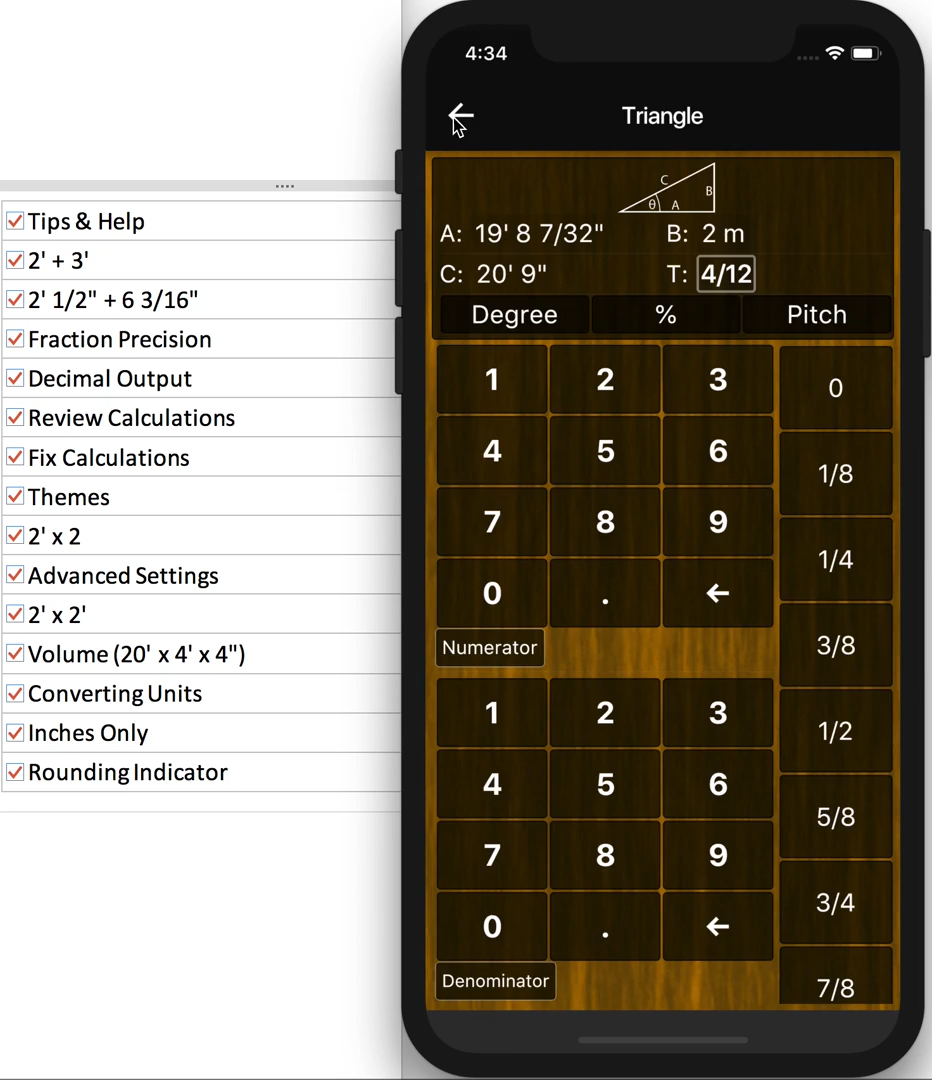 Tips & Help
2' + 3'
2' 1/2" + 6 3/16"
Fraction Precision
Decimal Output
Review Calculations
Fix Calculations
Themes
2' x 2
Advanced Settings
2' x 2'
Volume (20' x 4' x 4")
Converting Units
Inches Only
Rounding Indicator
4:34
Triangle
C
B
θ A
A: 19' 8 7/32" B: 2 m
C: 20' 9" T: 4/12
Degree % Pitch
1 2 3
0
4 5 6
1/8
7 8 9
1/4
0 .
3/8
Numerator
1 2 3
1/2
4 5 6
5/8
7 8 9
3/4
0 .
Denominator
7/8